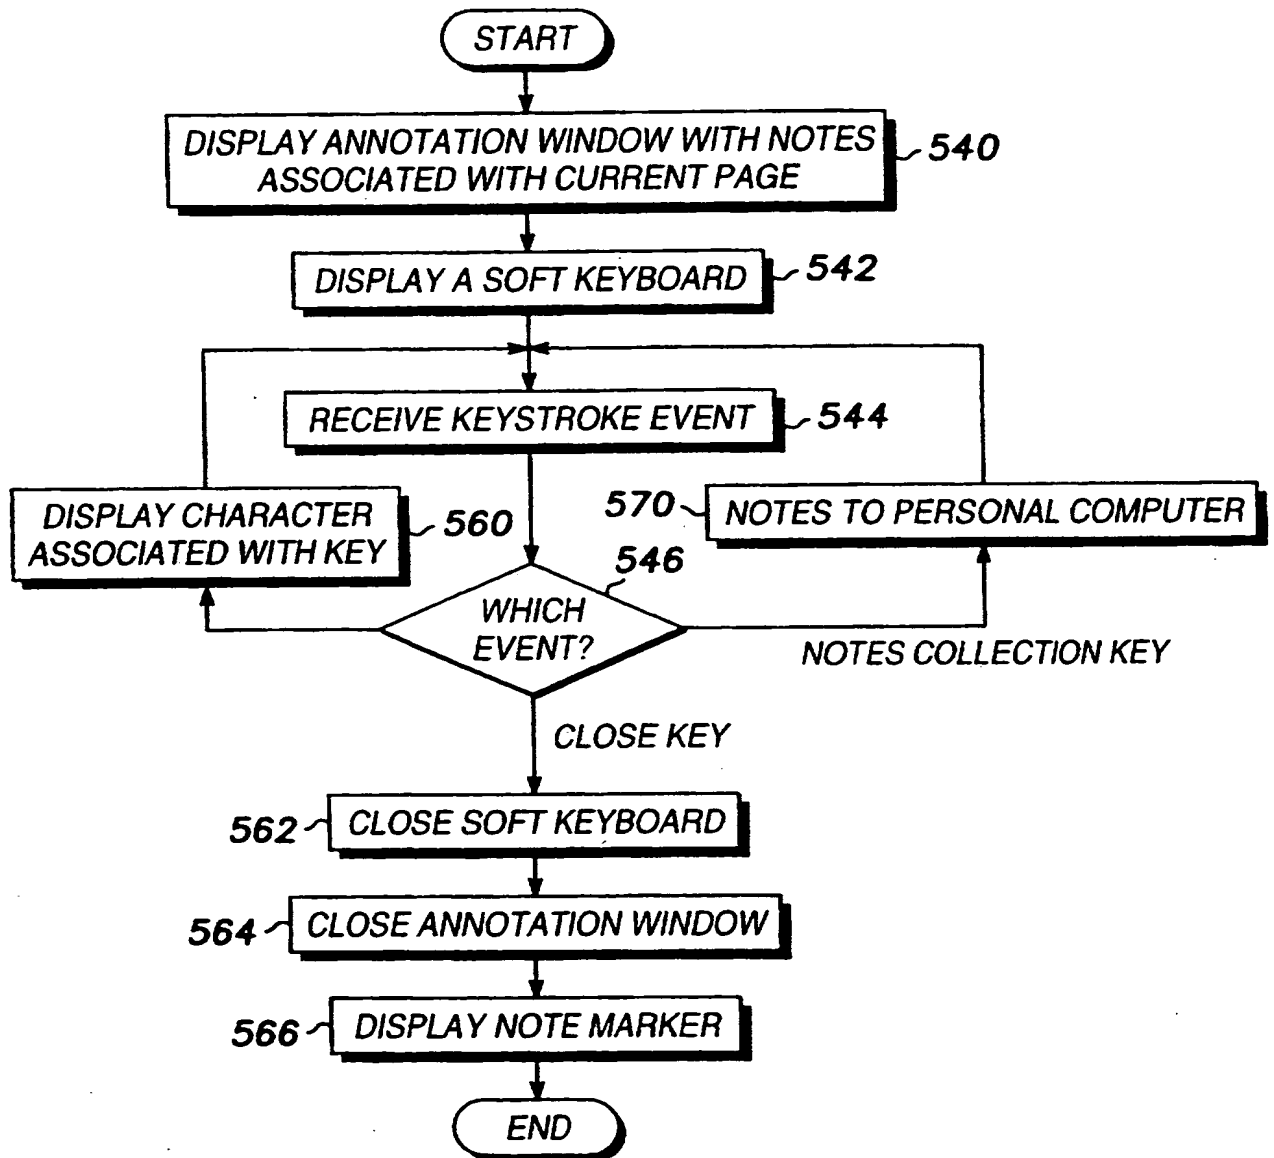 START
DISPLAY ANNOTATION WINDOW WITH NOTES
ASSOCIATED WITH CURRENT PAGE
540
DISPLAY A SOFT KEYBOARD
542
RECEIVE KEYSTROKE EVENT
544
DISPLAY CHARACTER
ASSOCIATED WITH KEY
560
570
NOTES TO PERSONAL COMPUTER
546
WHICH
EVENT?
NOTES COLLECTION KEY
CLOSE KEY
562
CLOSE SOFT KEYBOARD
564
CLOSE ANNOTATION WINDOW
566
DISPLAY NOTE MARKER
END